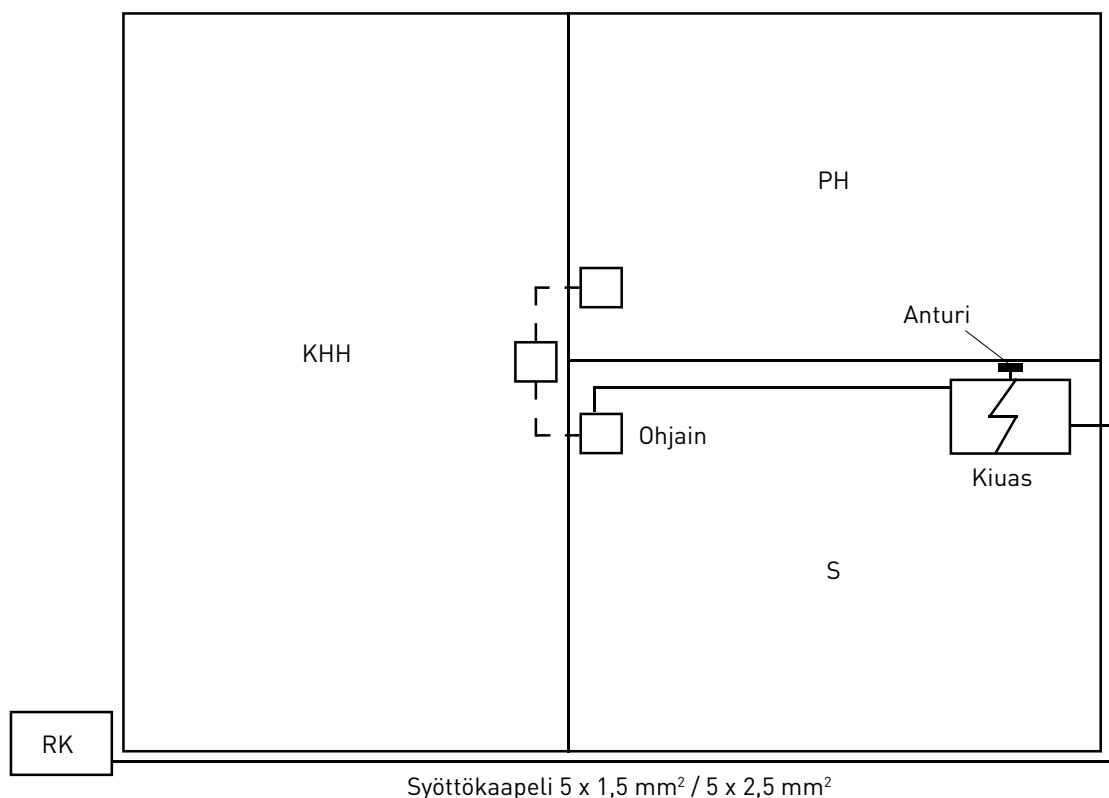 PH
Anturi
KHH
Ohjain
Kiuas
S
RK
Syöttökaapeli 5 x 1,5 mm² / 5 x 2,5 mm²